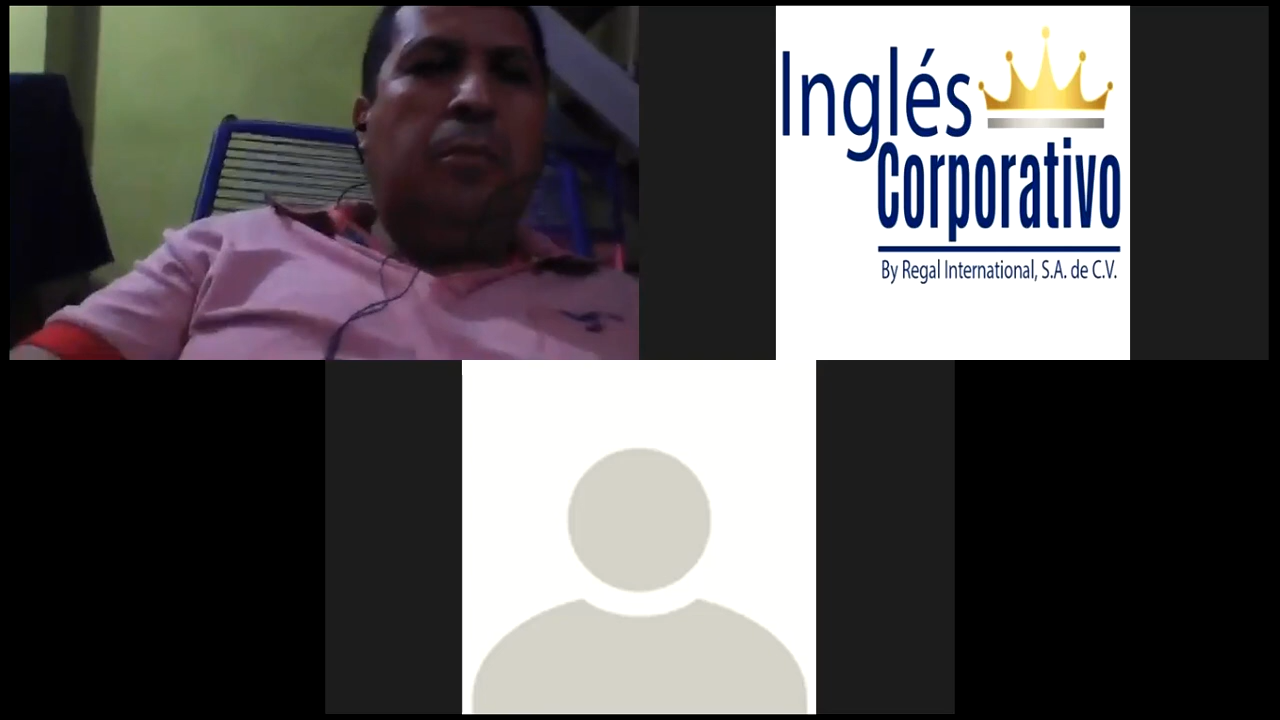 Inglés
Corporativo
By Regal International, S.A. de C.V.